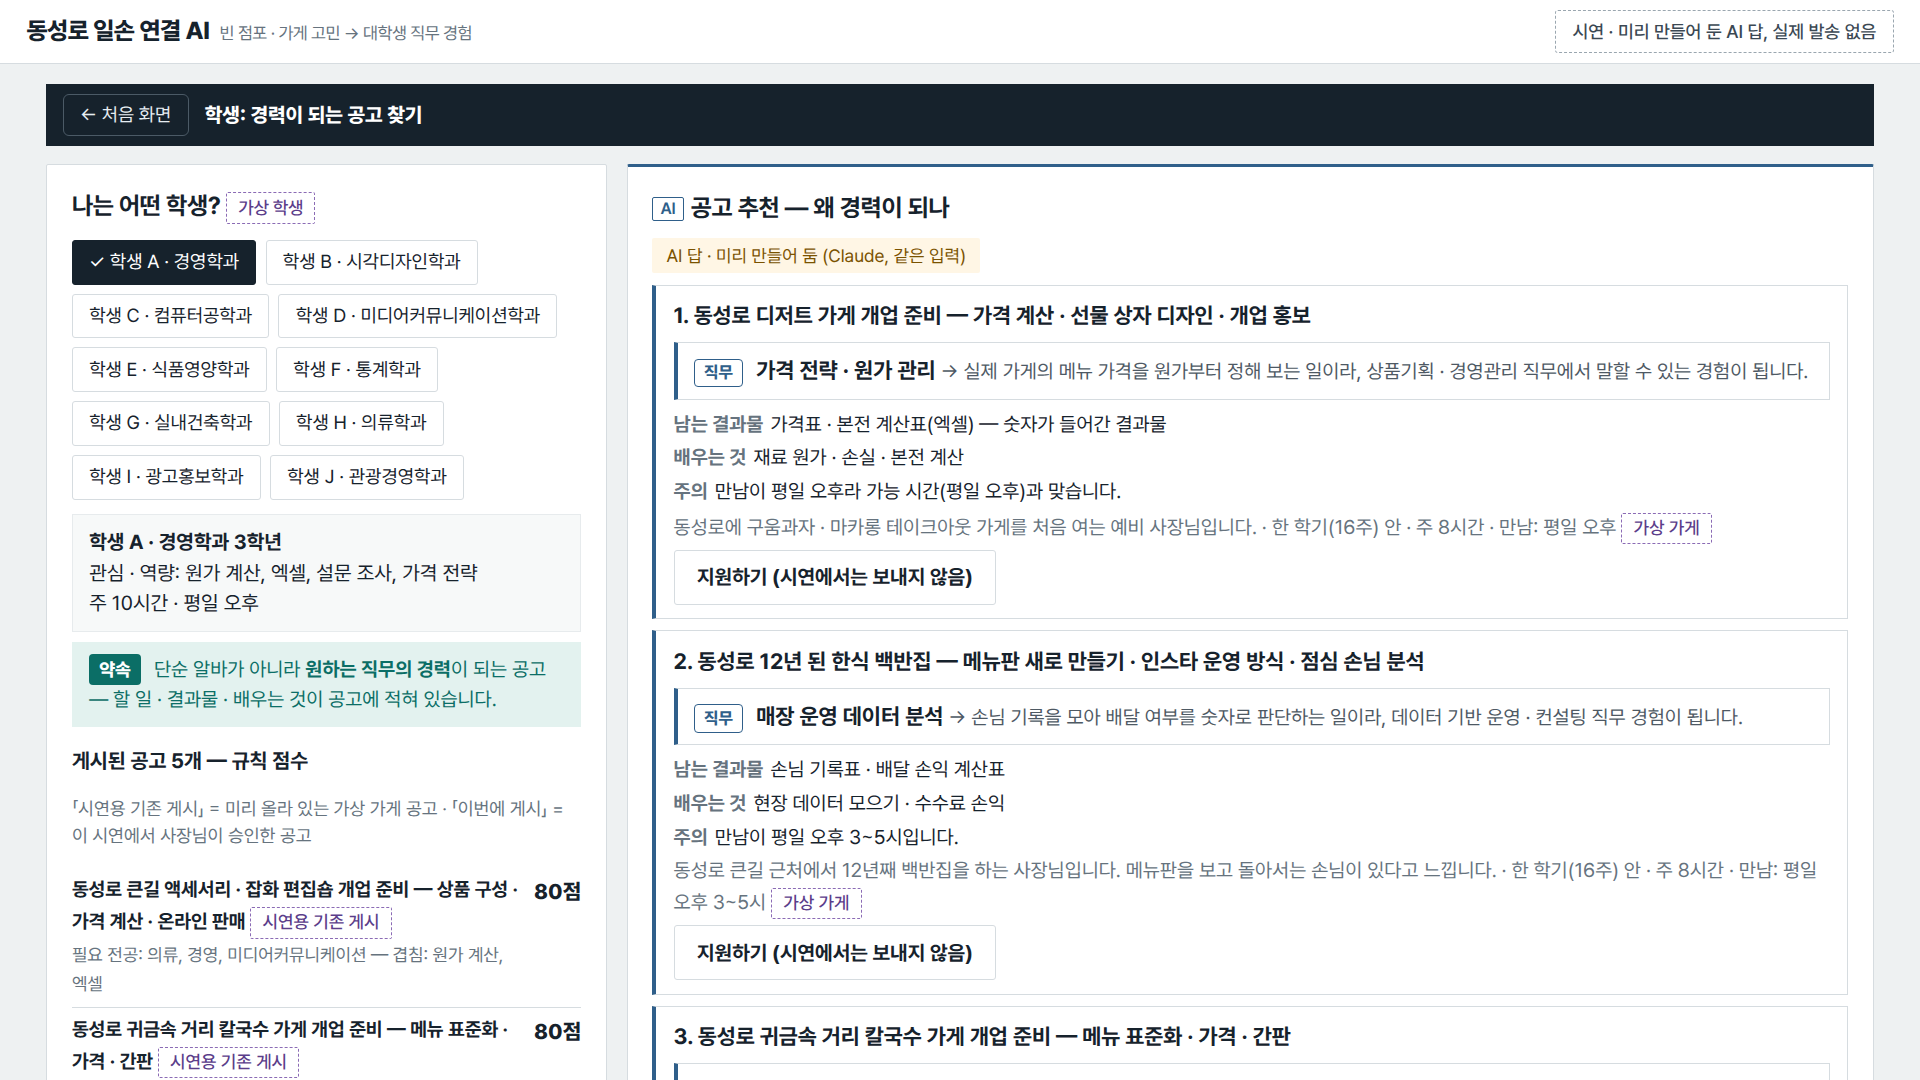 동성로 일손 연결 AI 빈 점포 · 가게 고민 → 대학생 직무 경험
시연 · 미리 만들어 둔 AI 답, 실제 발송 없음
← 처음 화면 학생: 경력이 되는 공고 찾기
나는 어떤 학생? 가상 학생
✓ 학생 A · 경영학과
학생 B · 시각디자인학과
학생 C · 컴퓨터공학과
학생 D · 미디어커뮤니케이션학과
학생 E · 식품영양학과
학생 F · 통계학과
학생 G · 실내건축학과
학생 H · 의류학과
학생 I · 광고홍보학과
학생 J · 관광경영학과
학생 A · 경영학과 3학년
관심 · 역량: 원가 계산, 엑셀, 설문 조사, 가격 전략
주 10시간 · 평일 오후
약속 단순 알바가 아니라 원하는 직무의 경력이 되는 공고
— 할 일 · 결과물 · 배우는 것이 공고에 적혀 있습니다.
게시된 공고 5개 — 규칙 점수
「시연용 기존 게시」 = 미리 올라 있는 가상 가게 공고 · 「이번에 게시」 =
이 시연에서 사장님이 승인한 공고
동성로 큰길 액세서리 · 잡화 편집숍 개업 준비 — 상품 구성 · 80점
가격 계산 · 온라인 판매 시연용 기존 게시
필요 전공: 의류, 경영, 미디어커뮤니케이션 — 겹침: 원가 계산,
엑셀
동성로 귀금속 거리 칼국수 가게 개업 준비 — 메뉴 표준화 · 80점
가격 · 간판 시연용 기존 게시
AI 공고 추천 — 왜 경력이 되나
AI 답 · 미리 만들어 둠 (Claude, 같은 입력)
1. 동성로 디저트 가게 개업 준비 — 가격 계산 · 선물 상자 디자인 · 개업 홍보
직무 가격 전략 · 원가 관리 → 실제 가게의 메뉴 가격을 원가부터 정해 보는 일이라, 상품기획 · 경영관리 직무에서 말할 수 있는 경험이 됩니다.
남는 결과물 가격표 · 본전 계산표(엑셀) — 숫자가 들어간 결과물
배우는 것 재료 원가 · 손실 · 본전 계산
주의 만남이 평일 오후라 가능 시간(평일 오후)과 맞습니다.
동성로에 구움과자 · 마카롱 테이크아웃 가게를 처음 여는 예비 사장님입니다. · 한 학기(16주) 안 · 주 8시간 · 만남: 평일 오후 가상 가게
지원하기 (시연에서는 보내지 않음)
2. 동성로 12년 된 한식 백반집 — 메뉴판 새로 만들기 · 인스타 운영 방식 · 점심 손님 분석
직무 매장 운영 데이터 분석 → 손님 기록을 모아 배달 여부를 숫자로 판단하는 일이라, 데이터 기반 운영 · 컨설팅 직무 경험이 됩니다.
남는 결과물 손님 기록표 · 배달 손익 계산표
배우는 것 현장 데이터 모으기 · 수수료 손익
주의 만남이 평일 오후 3~5시입니다.
동성로 큰길 근처에서 12년째 백반집을 하는 사장님입니다. 메뉴판을 보고 돌아서는 손님이 있다고 느낍니다. · 한 학기(16주) 안 · 주 8시간 · 만남: 평일
오후 3~5시 가상 가게
지원하기 (시연에서는 보내지 않음)
3. 동성로 귀금속 거리 칼국수 가게 개업 준비 — 메뉴 표준화 · 가격 · 간판